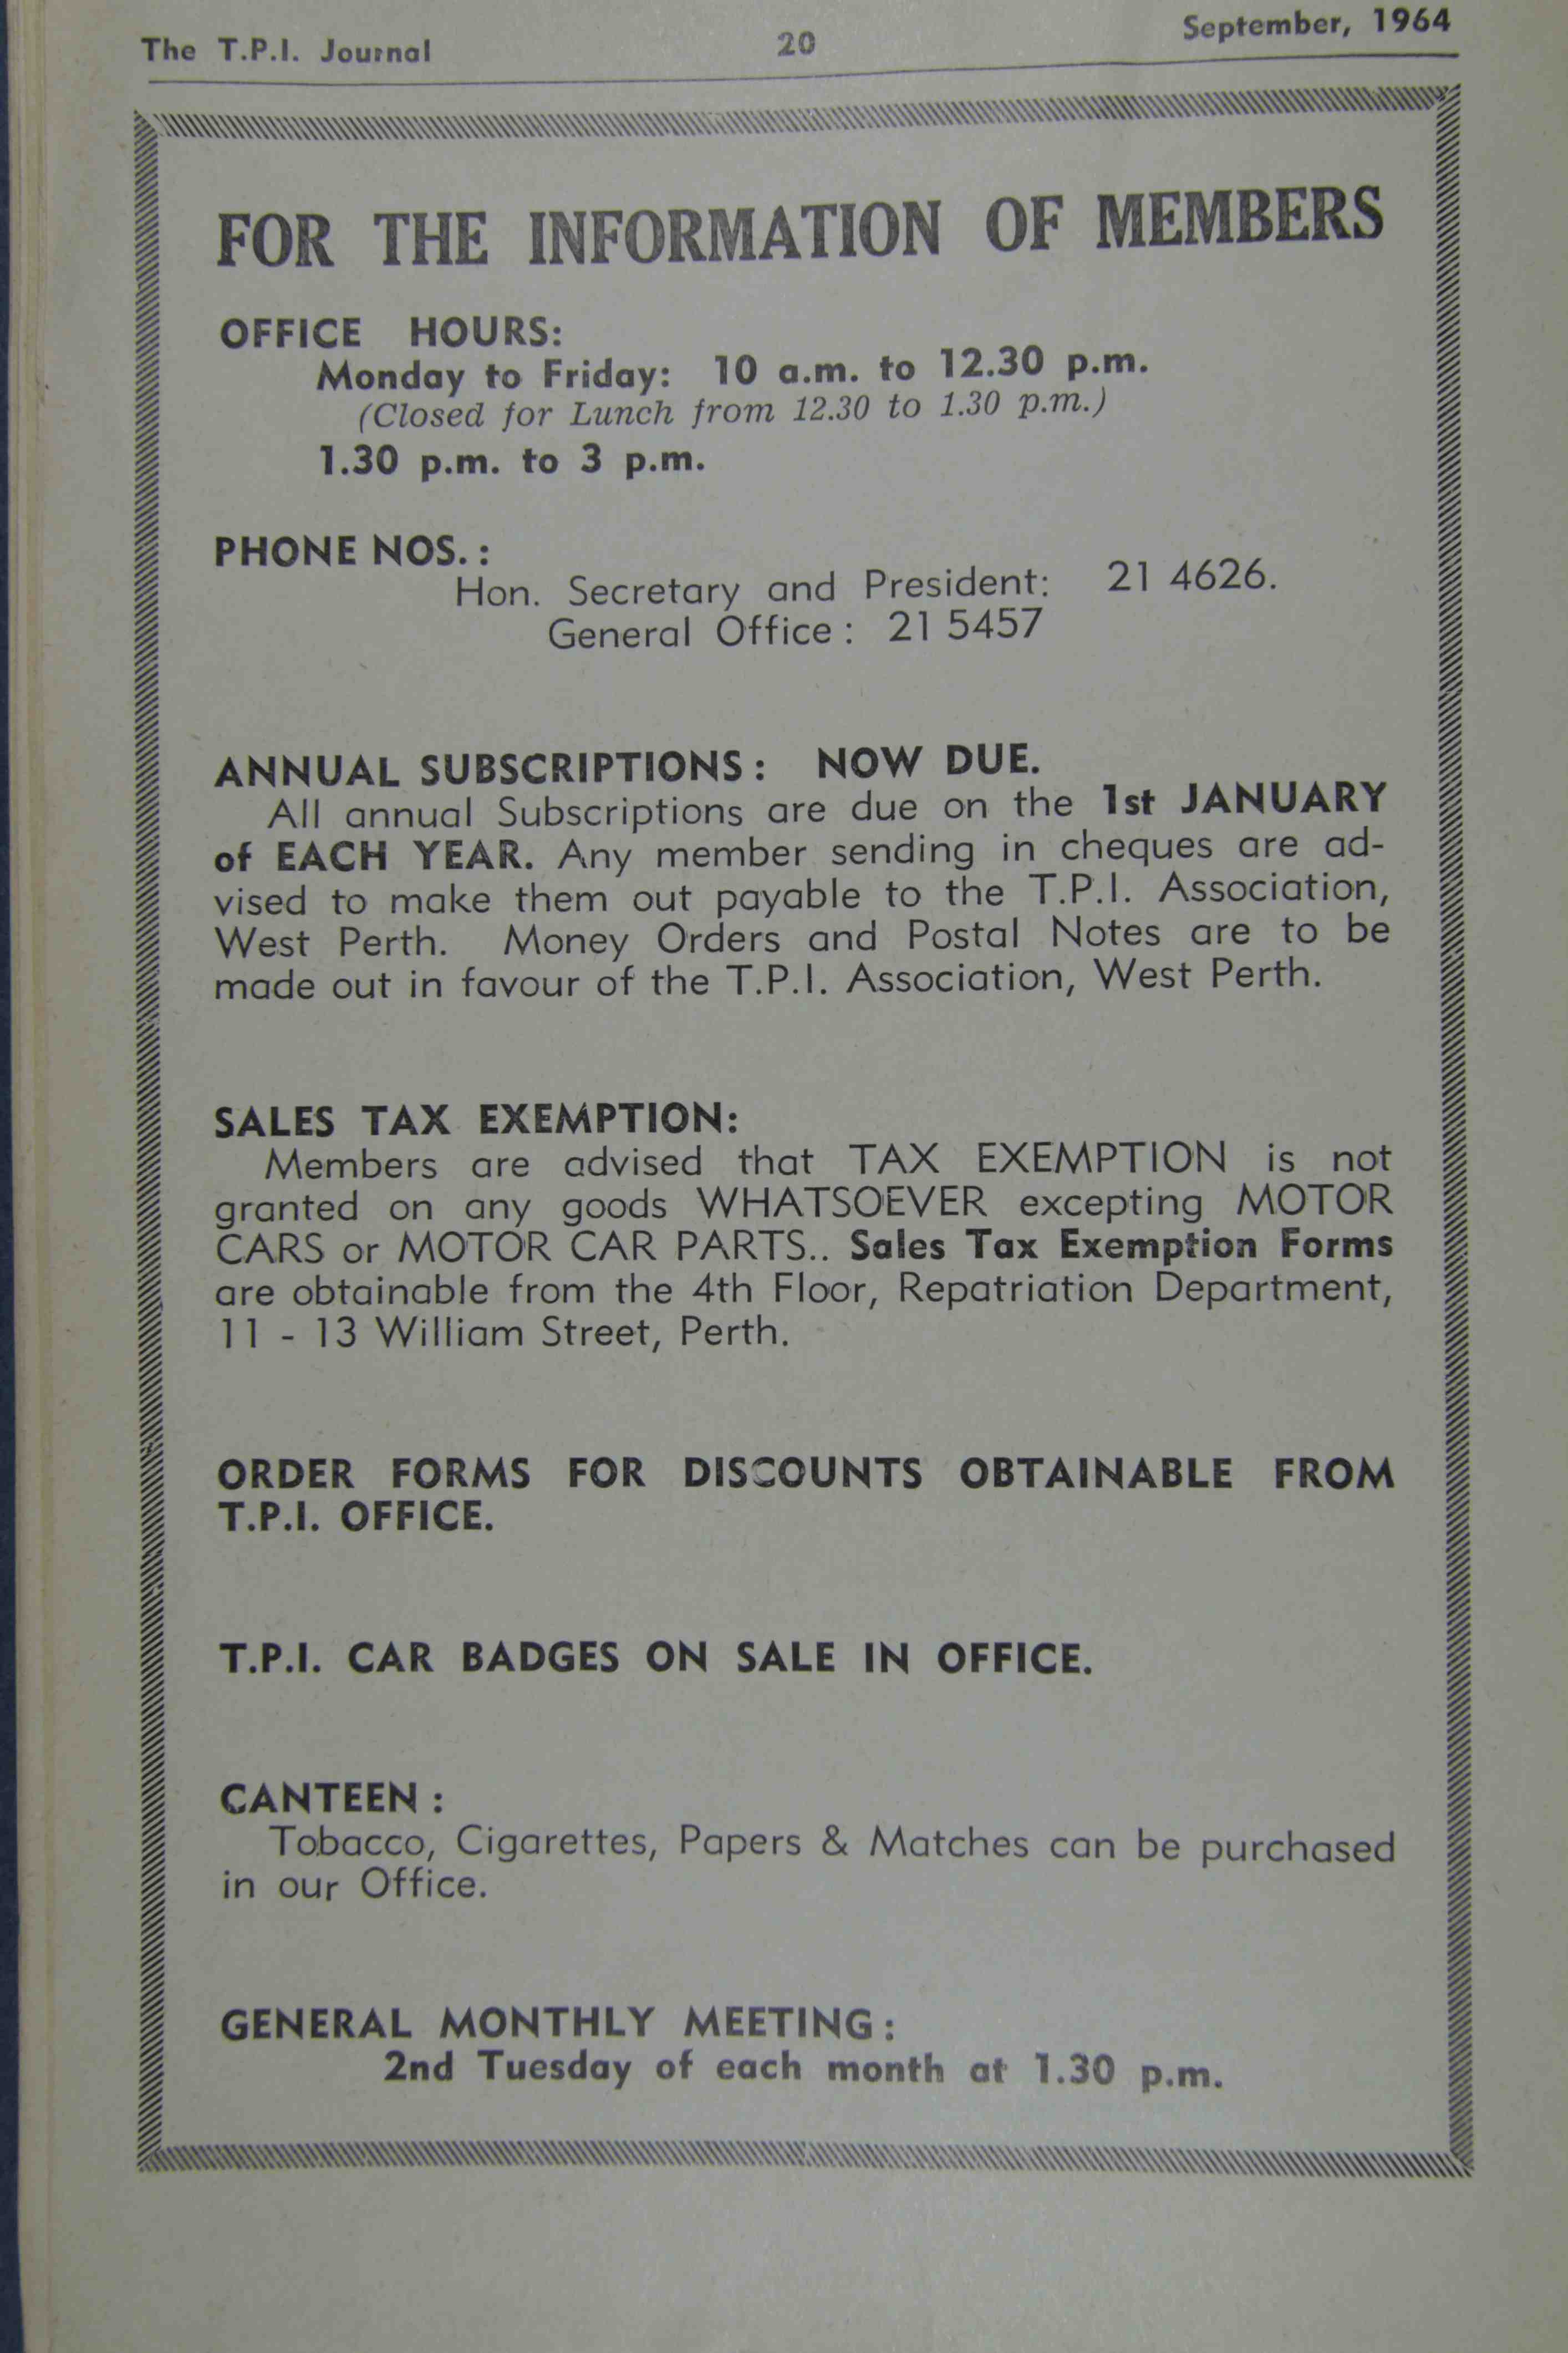 The T.P.I. Journal 20 September, 1964
FOR THE INFORMATION OF MEMBERS
OFFICE HOURS:
Monday to Friday: 10 a.m. to 12.30 p.m.
(Closed for Lunch from 12.30 to 1.30 p.m.)
1.30 p.m. to 3 p.m.
PHONE NOS. :
Hon. Secretary and President: 21 4626.
General Office : 21 5457
ANNUAL SUBSCRIPTIONS : NOW DUE.
All annual Subscriptions are due on the 1st JANUARY
of EACH YEAR. Any member sending in cheques are ad-
vised to make them out payable to the T.P.I. Association,
West Perth. Money Orders and Postal Notes are to be
made out in favour of the T.P.I. Association, West Perth.
SALES TAX EXEMPTION:
Members are advised that TAX EXEMPTION is not
granted on any goods WHATSOEVER excepting MOTOR
CARS or MOTOR CAR PARTS.. Sales Tax Exemption Forms
are obtainable from the 4th Floor, Repatriation Department,
11 - 13 William Street, Perth.
ORDER FORMS FOR DISCOUNTS OBTAINABLE FROM
T.P.I. OFFICE.
T.P.I. CAR BADGES ON SALE IN OFFICE.
CANTEEN :
Tobacco, Cigarettes, Papers & Matches can be purchased
in our Office.
GENERAL MONTHLY MEETING :
2nd Tuesday of each month at 1.30 p.m.